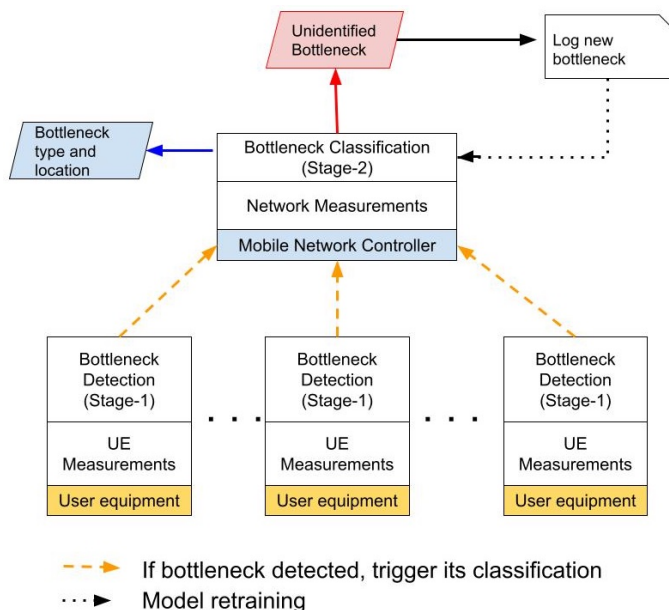 Unidentified
Bottleneck
Log new
bottleneck
Bottleneck
type and
location
Bottleneck Classification
(Stage-2)
Network Measurements
Mobile Network Controller
Bottleneck
Detection
(Stage-1)
UE
Measurements
User equipment
Bottleneck
Detection
(Stage-1)
UE
Measurements
User equipment
Bottleneck
Detection
(Stage-1)
UE
Measurements
User equipment
If bottleneck detected, trigger its classification
Model retraining